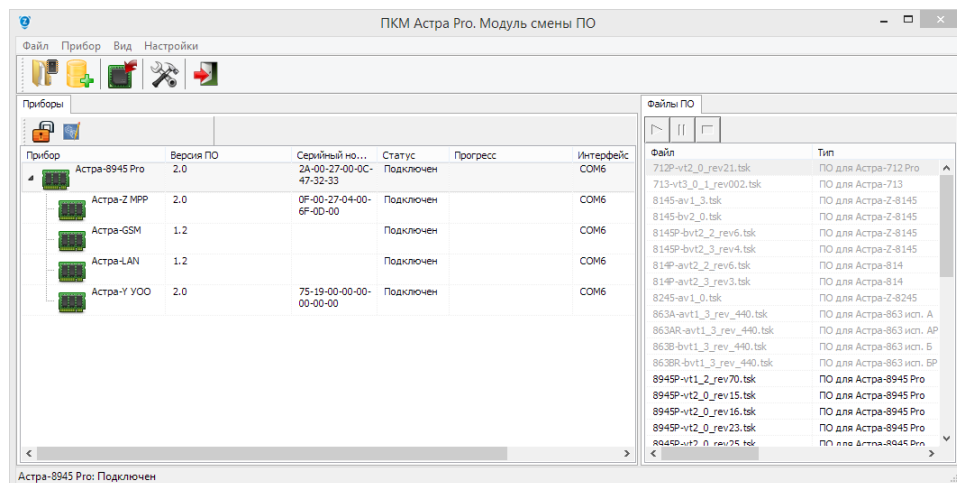 ПКМ Астра Pro. Модуль смены ПО
Файл Прибор Вид Настройки
Приборы
Прибор Версия ПО Серийный но... Статус Прогресс Интерфейс
Астра-8945 Pro 2.0 2A-00-27-00-0C-47-32-33 Подключен COM6
Астра-Z MPP 2.0 0F-00-27-04-00-6F-0D-00 Подключен COM6
Астра-GSM 1.2 Подключен COM6
Астра-LAN 1.2 Подключен COM6
Астра-Y УОО 2.0 75-19-00-00-00-00-00-00 Подключен COM6
Файлы ПО
Файл Тип
712P-vt2_0_rev21.tsk ПО для Астра-712 Pro
713-vt3_0_1_rev002.tsk ПО для Астра-713
8145-av1_3.tsk ПО для Астра-Z-8145
8145-bv2_0.tsk ПО для Астра-Z-8145
8145P-bvt2_2_rev6.tsk ПО для Астра-Z-8145
8145P-bvt2_3_rev4.tsk ПО для Астра-Z-8145
814P-avt2_2_rev6.tsk ПО для Астра-814
814P-avt2_3_rev3.tsk ПО для Астра-814
8245-av1_0.tsk ПО для Астра-Z-8245
863A-avt1_3_rev_440.tsk ПО для Астра-863 исп. А
863AR-avt1_3_rev_440.tsk ПО для Астра-863 исп. АР
863B-bvt1_3_rev_440.tsk ПО для Астра-863 исп. Б
863BR-bvt1_3_rev_440.tsk ПО для Астра-863 исп. БР
8945P-vt1_2_rev70.tsk ПО для Астра-8945 Pro
8945P-vt2_0_rev15.tsk ПО для Астра-8945 Pro
8945P-vt2_0_rev16.tsk ПО для Астра-8945 Pro
8945P-vt2_0_rev23.tsk ПО для Астра-8945 Pro
8945P-vt2_0_rev25.tsk ПО для Астра-8945 Pro
Астра-8945 Pro: Подключен